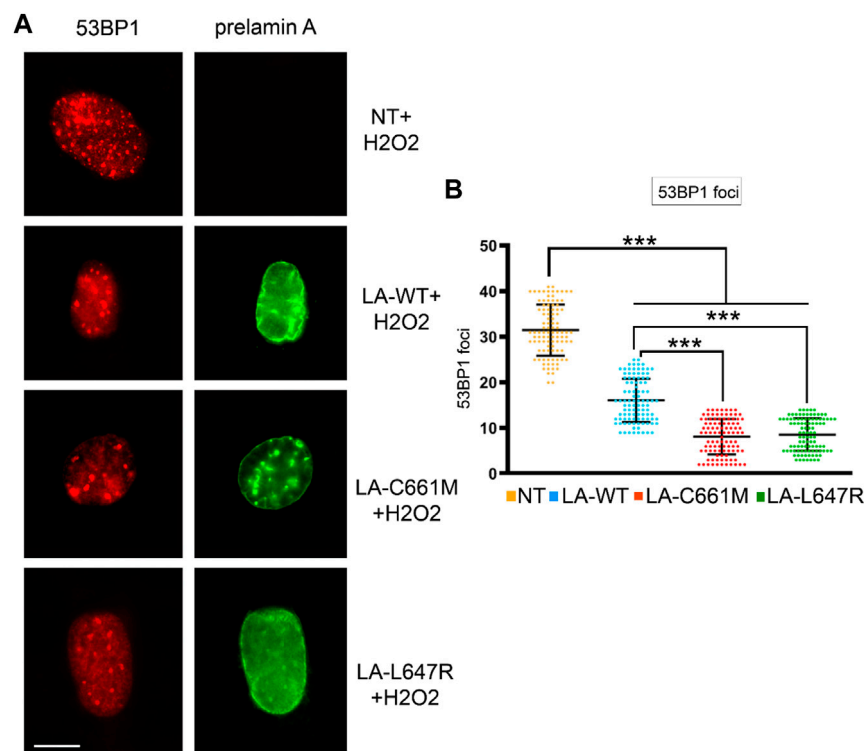 A
53BP1 prelamin A
NT+
H2O2
LA-WT+
H2O2
LA-C661M
+H2O2
LA-L647R
+H2O2
B
53BP1 foci
***
***
***
53BP1 foci
50
40
30
20
10
0
NT LA-WT LA-C661M LA-L647R